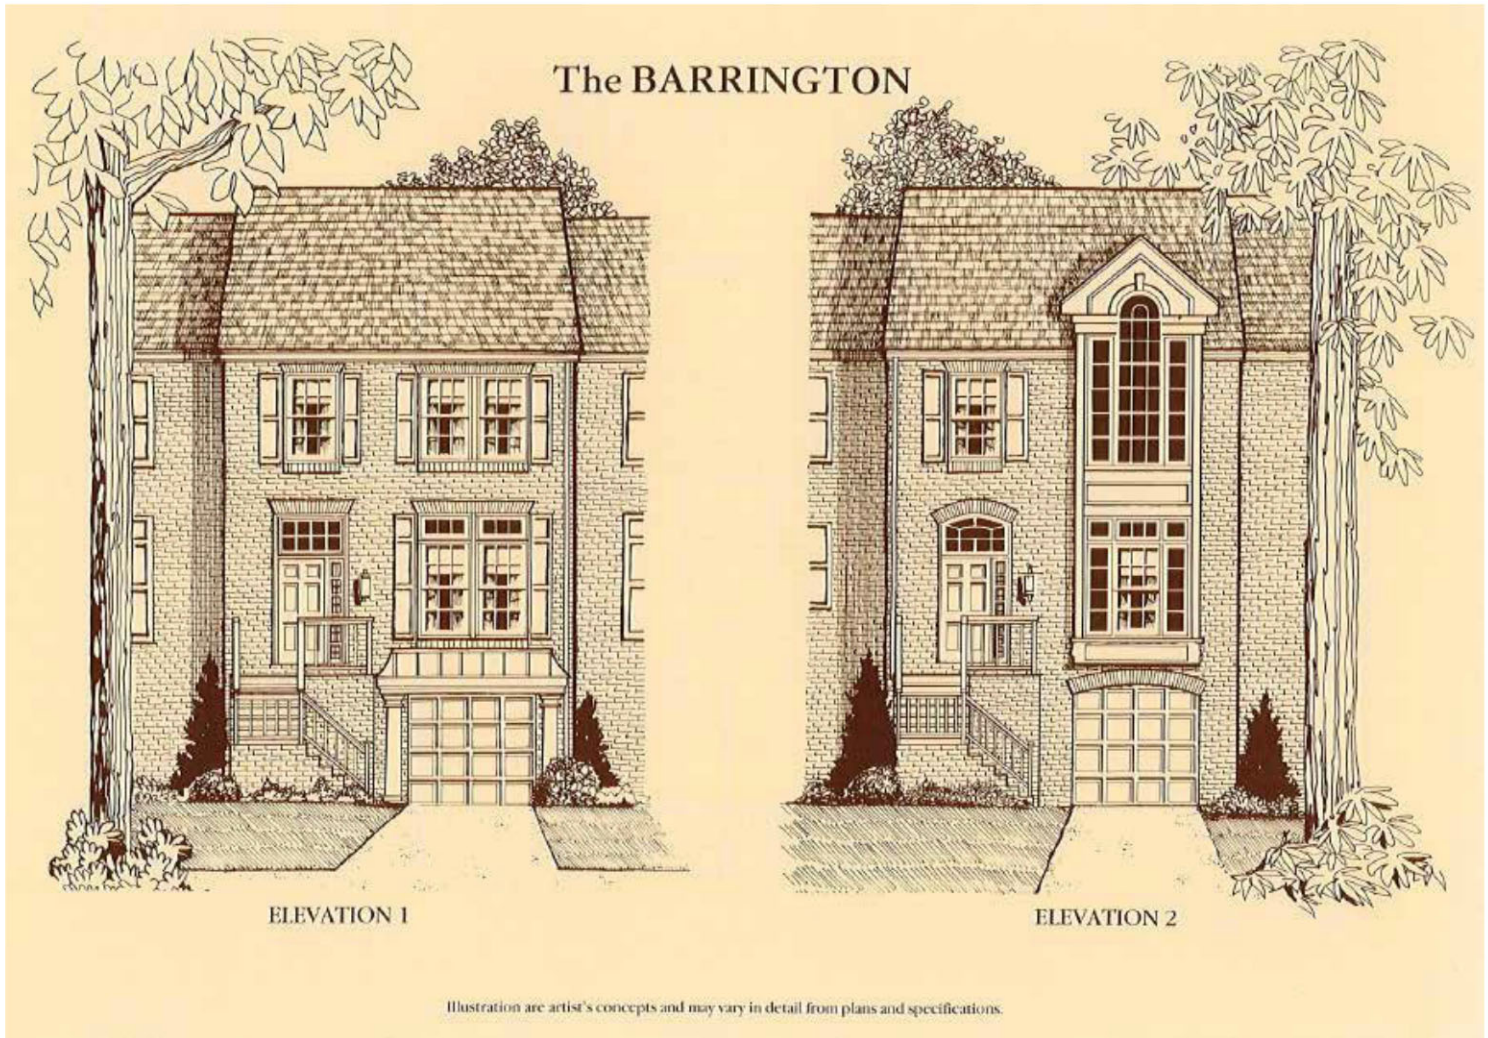 The BARRINGTON
ELEVATION 1
ELEVATION 2
Illustration are artist's concepts and may vary in detail from plans and specifications.